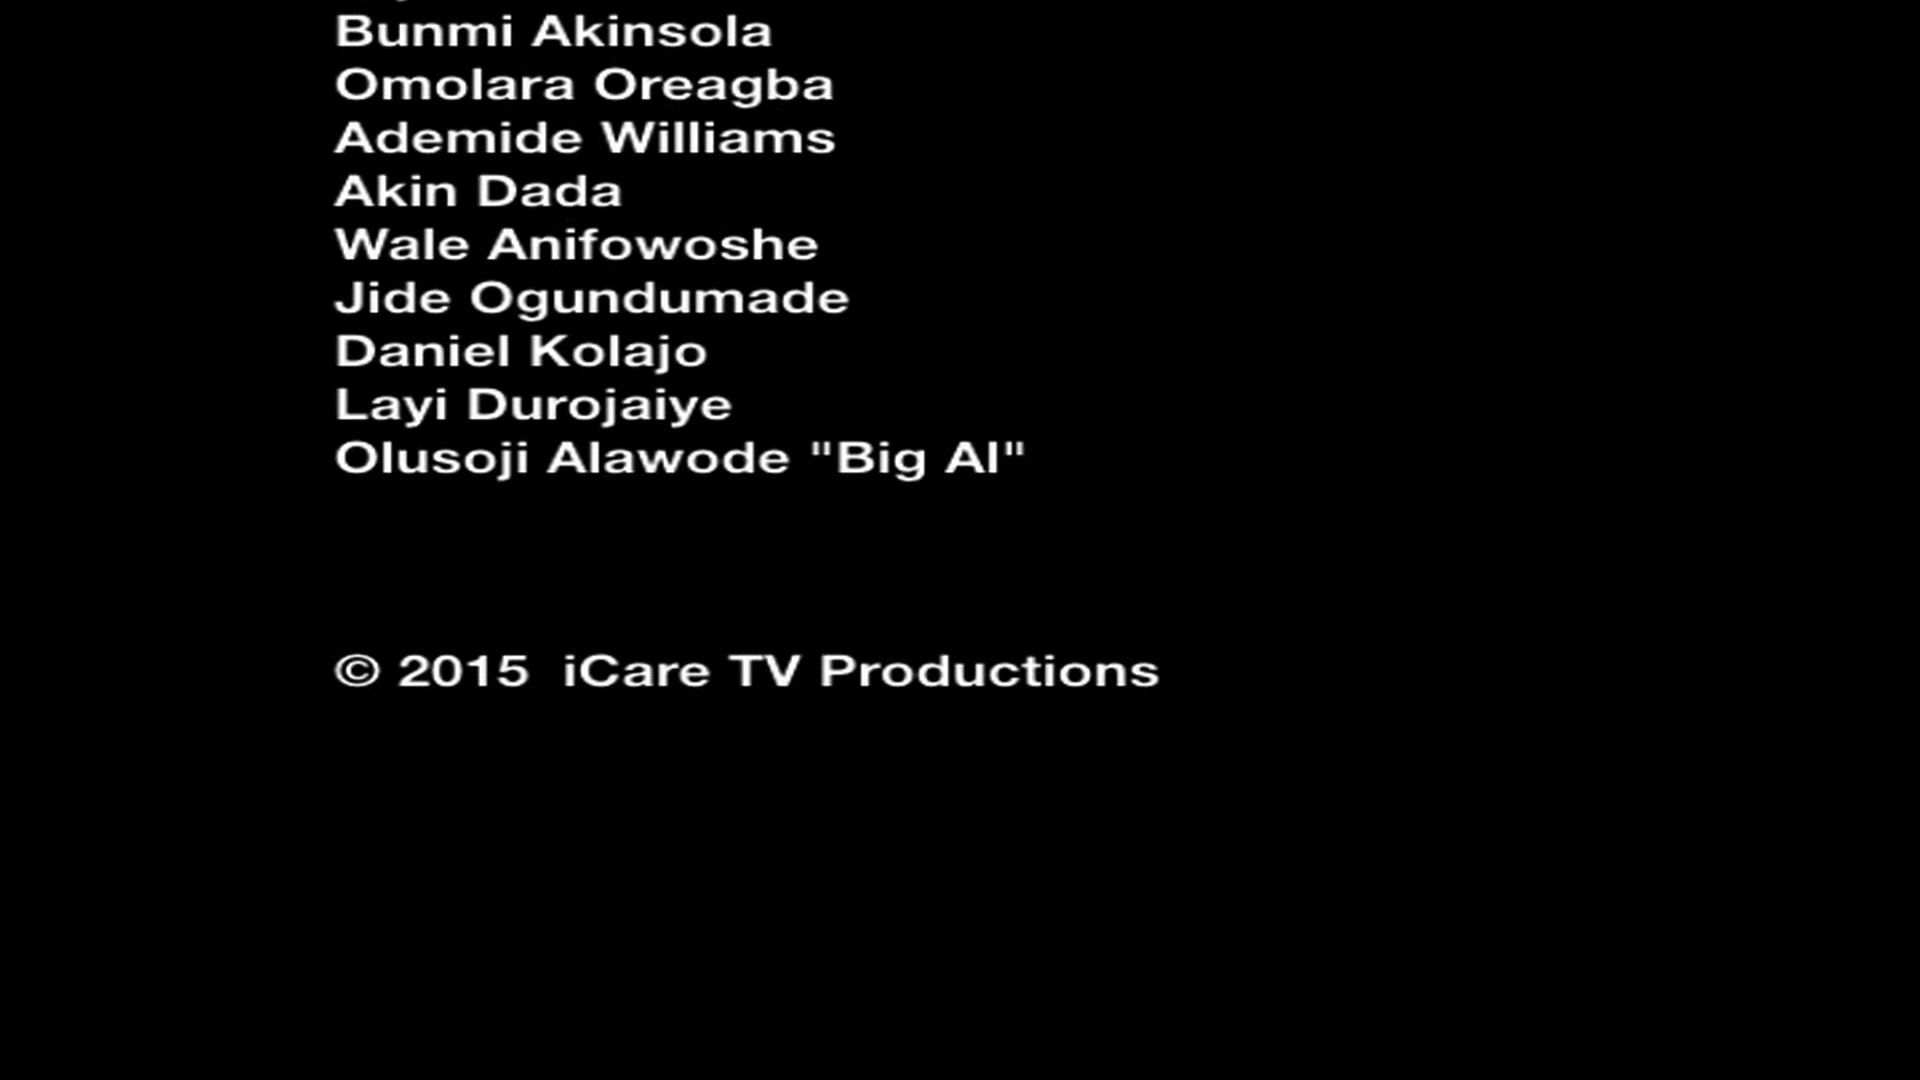 Bunmi Akinsola
Omolara Oreagba
Ademide Williams
Akin Dada
Wale Anifowoshe
Jide Ogundumade
Daniel Kolajo
Layi Durojaiye
Olusoji Alawode "Big Al"
© 2015  iCare TV Productions